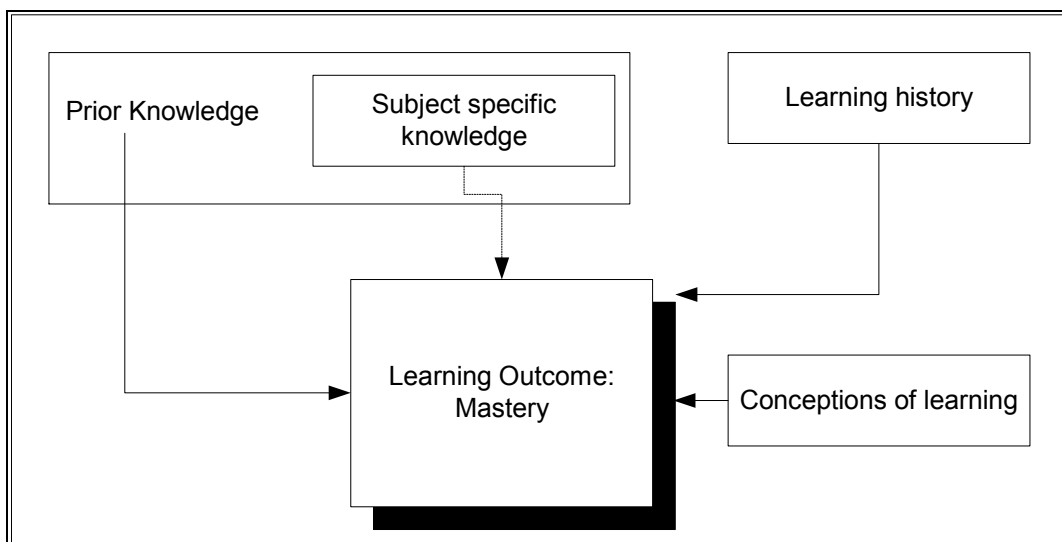 Prior Knowledge
Subject specific
knowledge
Learning history
Learning Outcome:
Mastery
Conceptions of learning